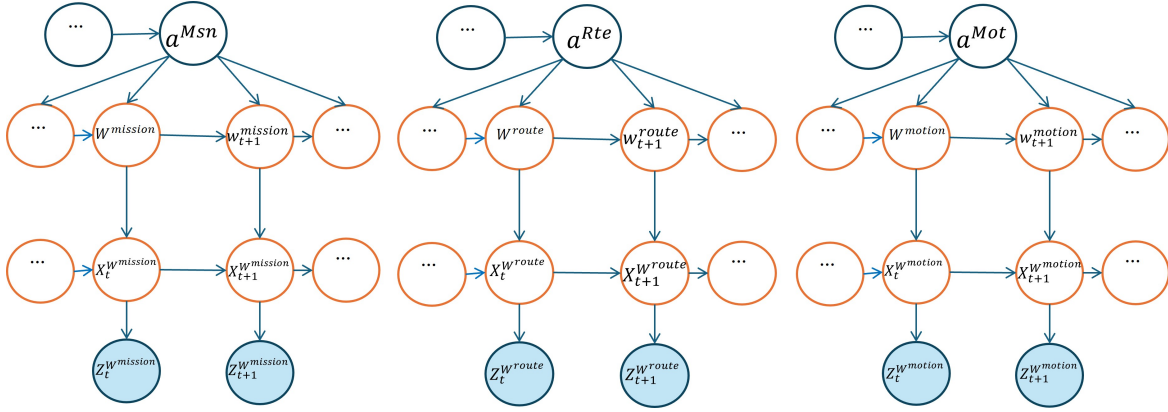 ... a^{Msn} ... a^{Rte} ... a^{Mot}
... W^{mission} w_{t+1}^{mission} ... ... W^{route} w_{t+1}^{route} ... ... W^{motion} w_{t+1}^{motion} ...
... X_t^{W^{mission}} X_{t+1}^{W^{mission}} ... ... X_t^{W^{route}} X_{t+1}^{W^{route}} ... ... X_t^{W^{motion}} X_{t+1}^{W^{motion}} ...
Z_t^{W^{mission}} Z_{t+1}^{W^{mission}} Z_t^{W^{route}} Z_{t+1}^{W^{route}} Z_t^{W^{motion}} Z_{t+1}^{W^{motion}}